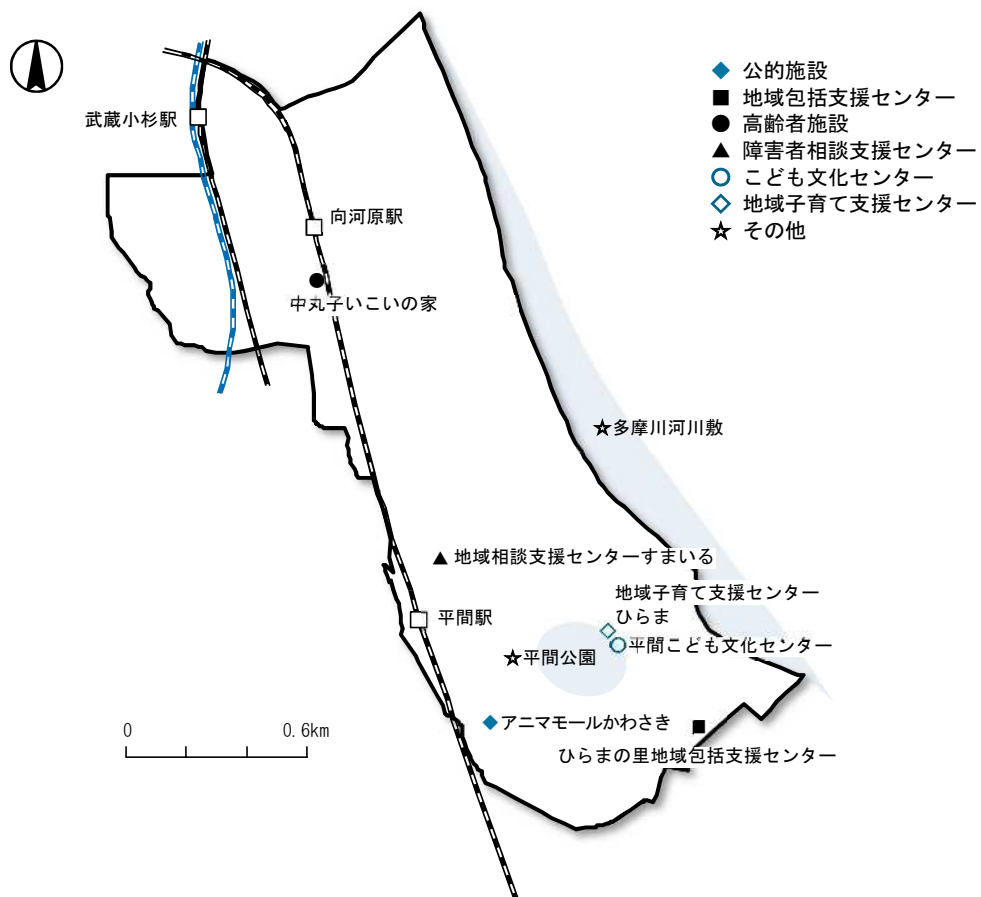 公的施設
地域包括支援センター
高齢者施設
障害者相談支援センター
こども文化センター
地域子育て支援センター
その他
武蔵小杉駅
向河原駅
中丸子いこいの家
多摩川河川敷
地域相談支援センターすまいる
地域子育て支援センター
ひらま
平間駅
平間こども文化センター
平間公園
アニマモールかわさき
0 0.6km
ひらまの里地域包括支援センター